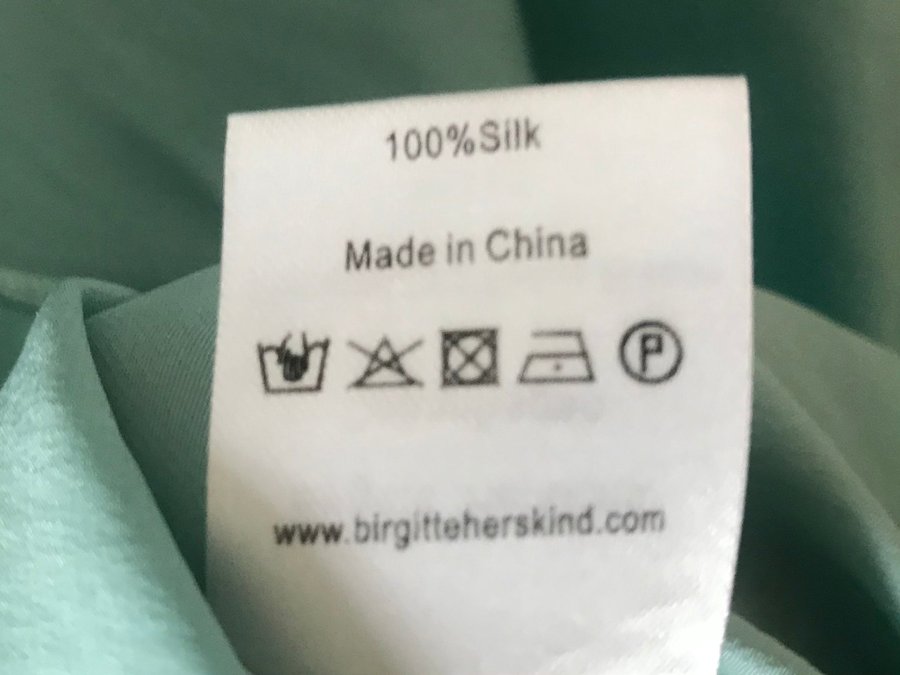 100%Silk
Made in China
P
www.birgitteherskind.com